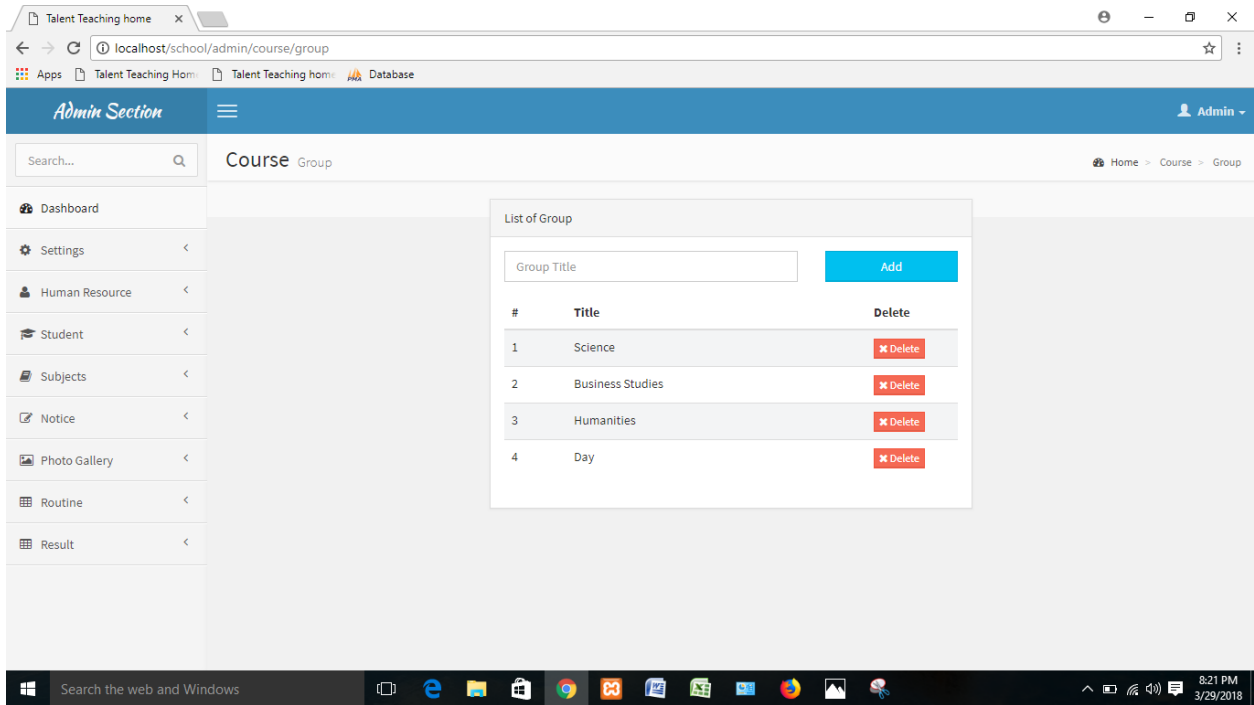 Talent Teaching home
localhost/school/admin/course/group
Apps Talent Teaching Hom Talent Teaching home Database
Admin Section
Admin
Search...
Course Group
Home > Course > Group
Dashboard
Settings
Human Resource
Student
Subjects
Notice
Photo Gallery
Routine
Result
List of Group
Group Title
Add
# Title Delete
1 Science Delete
2 Business Studies Delete
3 Humanities Delete
4 Day Delete
Search the web and Windows
8:21 PM
3/29/2018